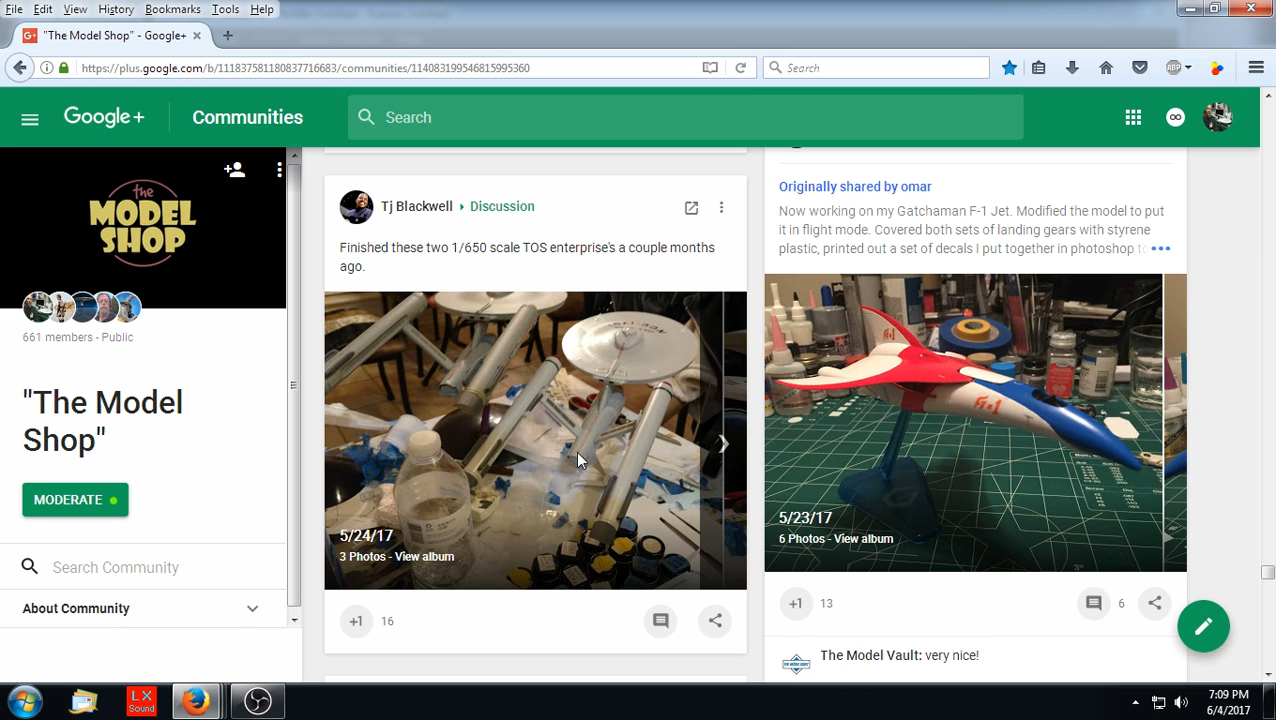 File Edit View History Bookmarks Tools Help
"The Model Shop" - Google+
https://plus.google.com/b/111837581180837716683/communities/114083199546815995360
Search
ABP
Google+
Communities
Search
the
MODEL
SHOP
661 members - Public
"The Model
Shop"
MODERATE
Search Community
About Community
Tj Blackwell
Discussion
Finished these two 1/650 scale TOS enterprise's a couple months
ago.
5/24/17
3 Photos - View album
+1
16
Originally shared by omar
Now working on my Gatchaman F-1 Jet. Modified the model to put
it in flight mode. Covered both sets of landing gears with styrene
plastic, printed out a set of decals I put together in photoshop to
5/23/17
6 Photos - View album
+1
13
6
The Model Vault: very nice!
LX
Sound
7:09 PM
6/4/2017